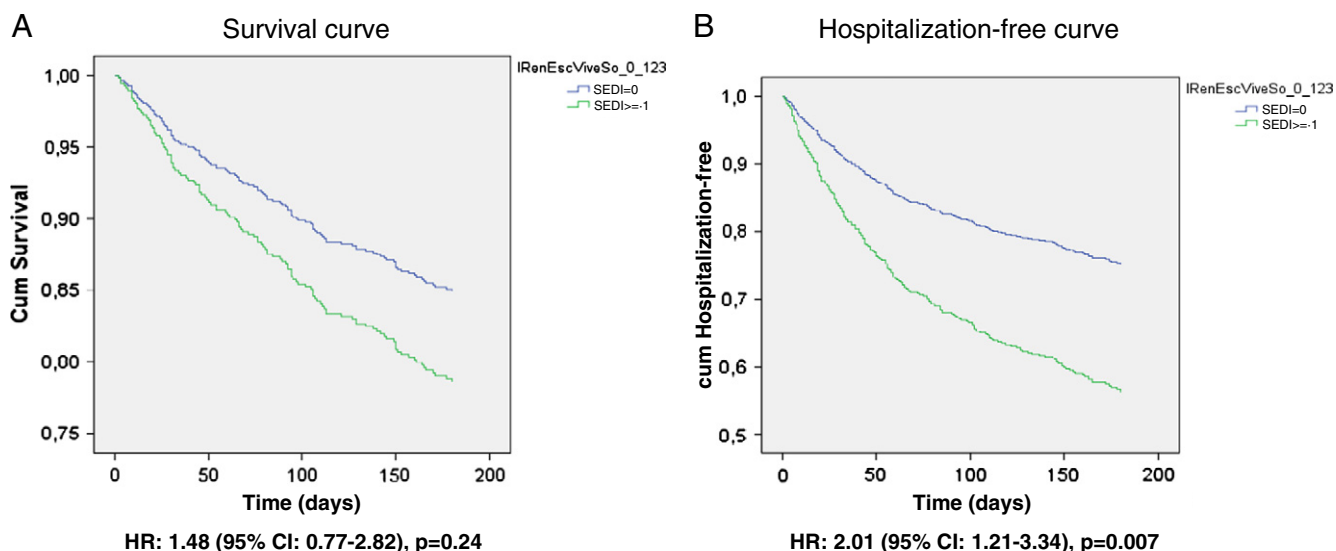 A
Survival curve
1,00
0,95
0,90
0,85
0,00
0,75
Cum Survival
0
50
100
150
200
Time (days)
IRenEscViveSo_0_123
SEDI=0
SEDI>=-1
HR: 1.48 (95% CI: 0.77-2.82), p=0.24
B
Hospitalization-free curve
1,0
0,9
0,8
0,7
0,6
0,5
cum Hospitalization-free
0
50
100
150
200
Time (days)
IRenEscViveSo_0_123
SEDI=0
SEDI>=-1
HR: 2.01 (95% CI: 1.21-3.34), p=0.007